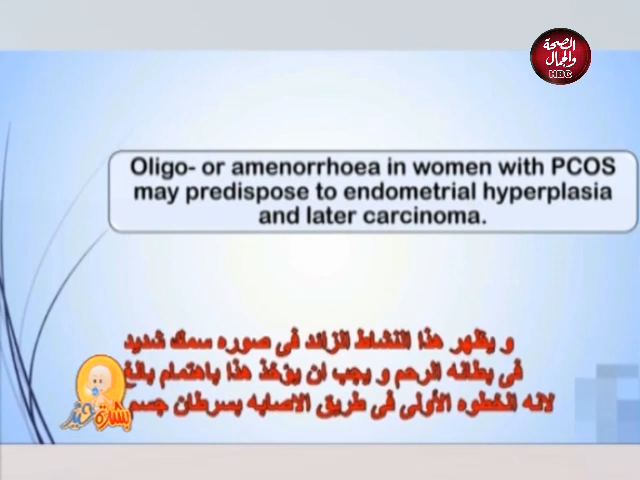 الصحة
والجمال
HBC
Oligo- or amenorrhoea in women with PCOS
may predispose to endometrial hyperplasia
and later carcinoma.
و يظهر هذا النشاط الزائد فى صوره سمك شديد
فى بطانه الرحم و يجب ان يؤخذ هذا باهتمام بالغ
لانه الخطوه الأولى فى طريق الاصابه بسرطان جسم
بشارة خير